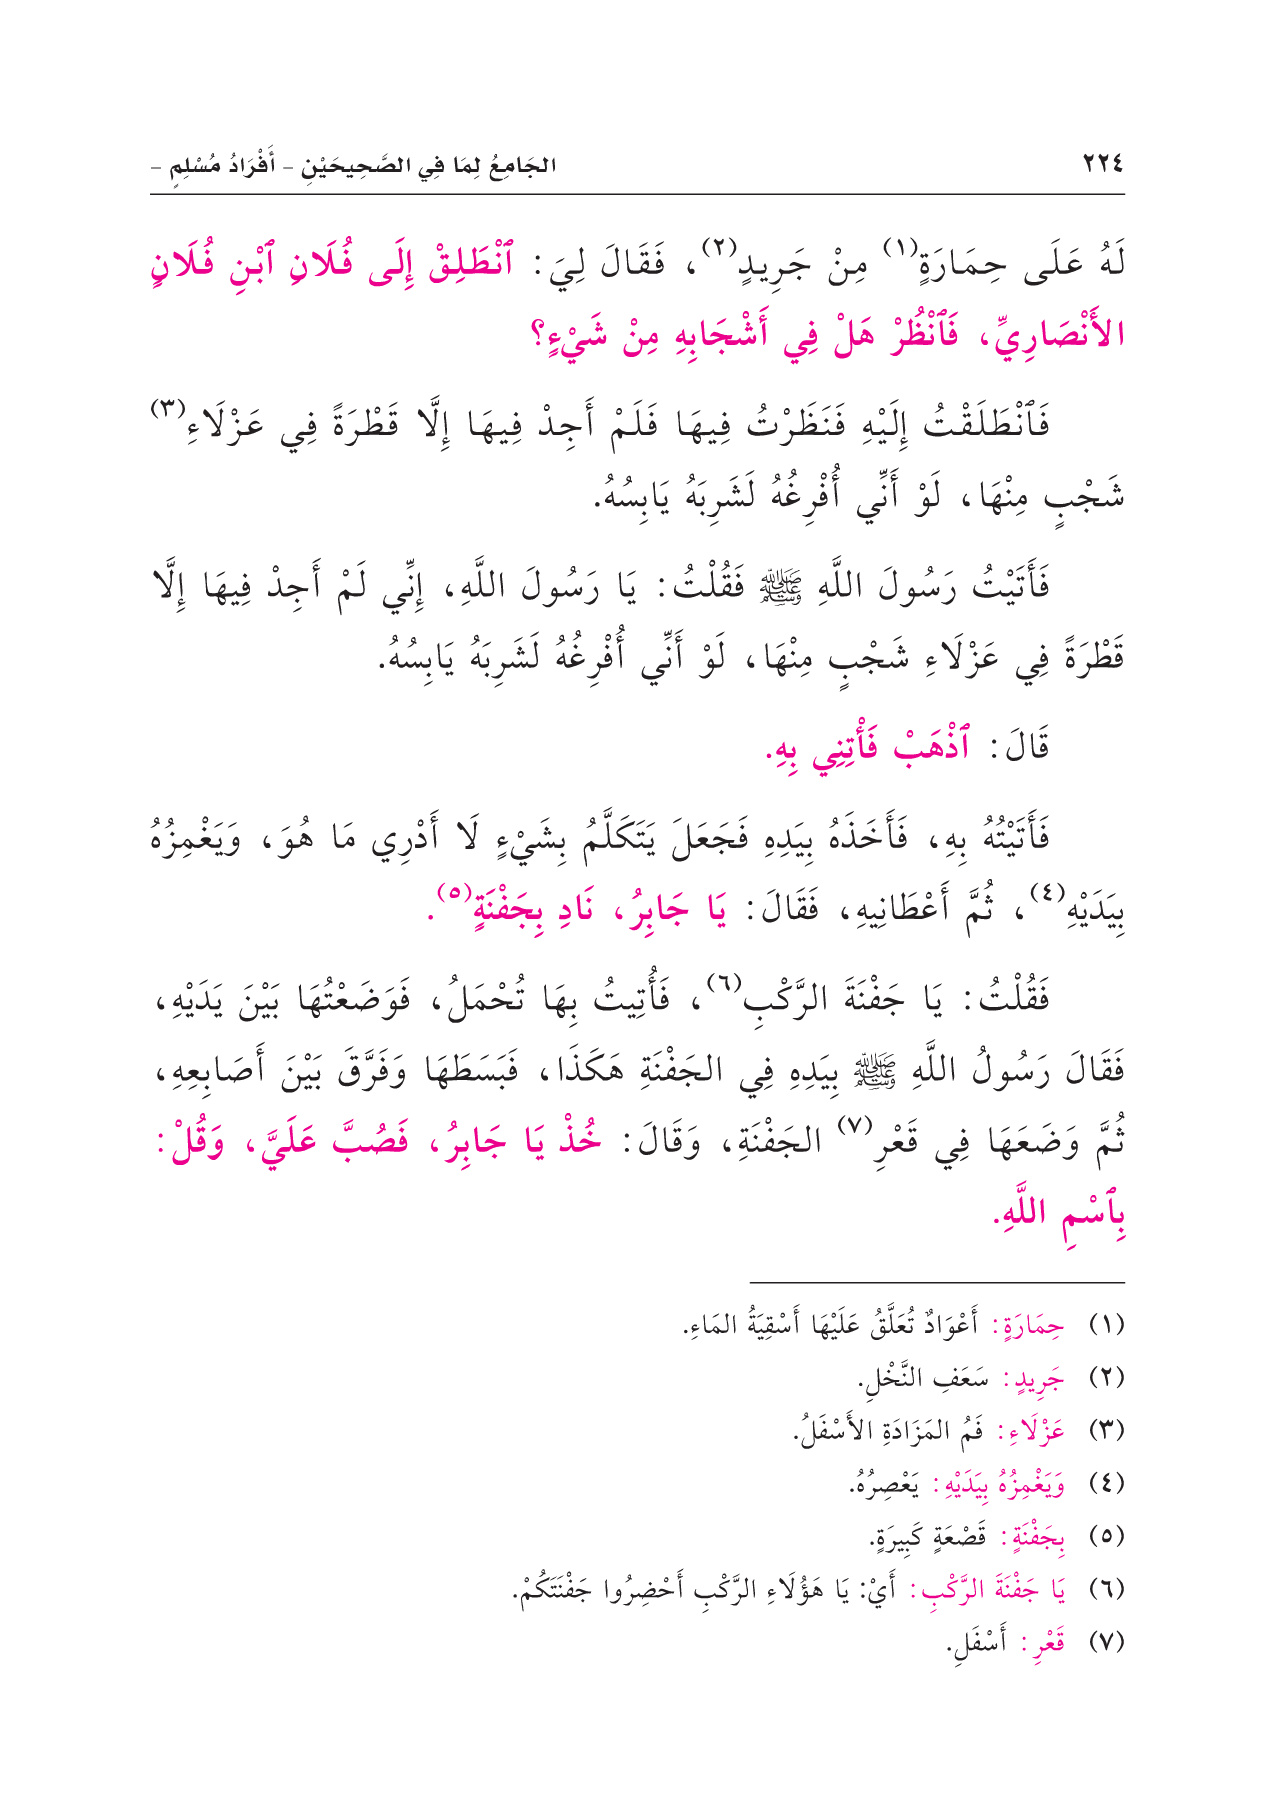 ٢٢٤ الجَامِعُ لِمَا فِي الصَّحِيحَيْنِ - أَفْرَادُ مُسْلِمٍ -
لَهُ عَلَى حِمَارَةٍ(١) مِنْ جَرِيدٍ(٢)، فَقَالَ لِيَ: ٱنْطَلِقْ إِلَى فُلَانِ ٱبْنِ فُلَانٍ
الأَنْصَارِيِّ، فَٱنْظُرْ هَلْ فِي أَشْجَابِهِ مِنْ شَيْءٍ؟
فَٱنْطَلَقْتُ إِلَيْهِ فَنَظَرْتُ فِيهَا فَلَمْ أَجِدْ فِيهَا إِلَّا قَطْرَةً فِي عَزْلَاءِ(٣)
شَجْبٍ مِنْهَا، لَوْ أَنِّي أُفْرِغُهُ لَشَرِبَهُ يَابِسُهُ.
فَأَتَيْتُ رَسُولَ اللَّهِ ﷺ فَقُلْتُ: يَا رَسُولَ اللَّهِ، إِنِّي لَمْ أَجِدْ فِيهَا إِلَّا
قَطْرَةً فِي عَزْلَاءِ شَجْبٍ مِنْهَا، لَوْ أَنِّي أُفْرِغُهُ لَشَرِبَهُ يَابِسُهُ.
قَالَ: ٱذْهَبْ فَأْتِنِي بِهِ.
فَأَتَيْتُهُ بِهِ، فَأَخَذَهُ بِيَدِهِ فَجَعَلَ يَتَكَلَّمُ بِشَيْءٍ لَا أَدْرِي مَا هُوَ، وَيَغْمِزُهُ
بِيَدَيْهِ(٤)، ثُمَّ أَعْطَانِيهِ، فَقَالَ: يَا جَابِرُ، نَادِ بِجَفْنَةٍ(٥).
فَقُلْتُ: يَا جَفْنَةَ الرَّكْبِ(٦)، فَأُتِيتُ بِهَا تُحْمَلُ، فَوَضَعْتُهَا بَيْنَ يَدَيْهِ،
فَقَالَ رَسُولُ اللَّهِ ﷺ بِيَدِهِ فِي الجَفْنَةِ هَكَذَا، فَبَسَطَهَا وَفَرَّقَ بَيْنَ أَصَابِعِهِ،
ثُمَّ وَضَعَهَا فِي قَعْرِ(٧) الجَفْنَةِ، وَقَالَ: خُذْ يَا جَابِرُ، فَصُبَّ عَلَيَّ، وَقُلْ:
بِٱسْمِ اللَّهِ.
(١) حِمَارَةٍ: أَعْوَادٌ تُعَلَّقُ عَلَيْهَا أَسْقِيَةُ المَاءِ.
(٢) جَرِيدٍ: سَعَفِ النَّخْلِ.
(٣) عَزْلَاءِ: فَمُ المَزَادَةِ الأَسْفَلُ.
(٤) وَيَغْمِزُهُ بِيَدَيْهِ: يَعْصِرُهُ.
(٥) بِجَفْنَةٍ: قَصْعَةٍ كَبِيرَةٍ.
(٦) يَا جَفْنَةَ الرَّكْبِ: أَيْ: يَا هَؤُلَاءِ الرَّكْبِ أَحْضِرُوا جَفْنَتَكُمْ.
(٧) قَعْرِ: أَسْفَلِ.